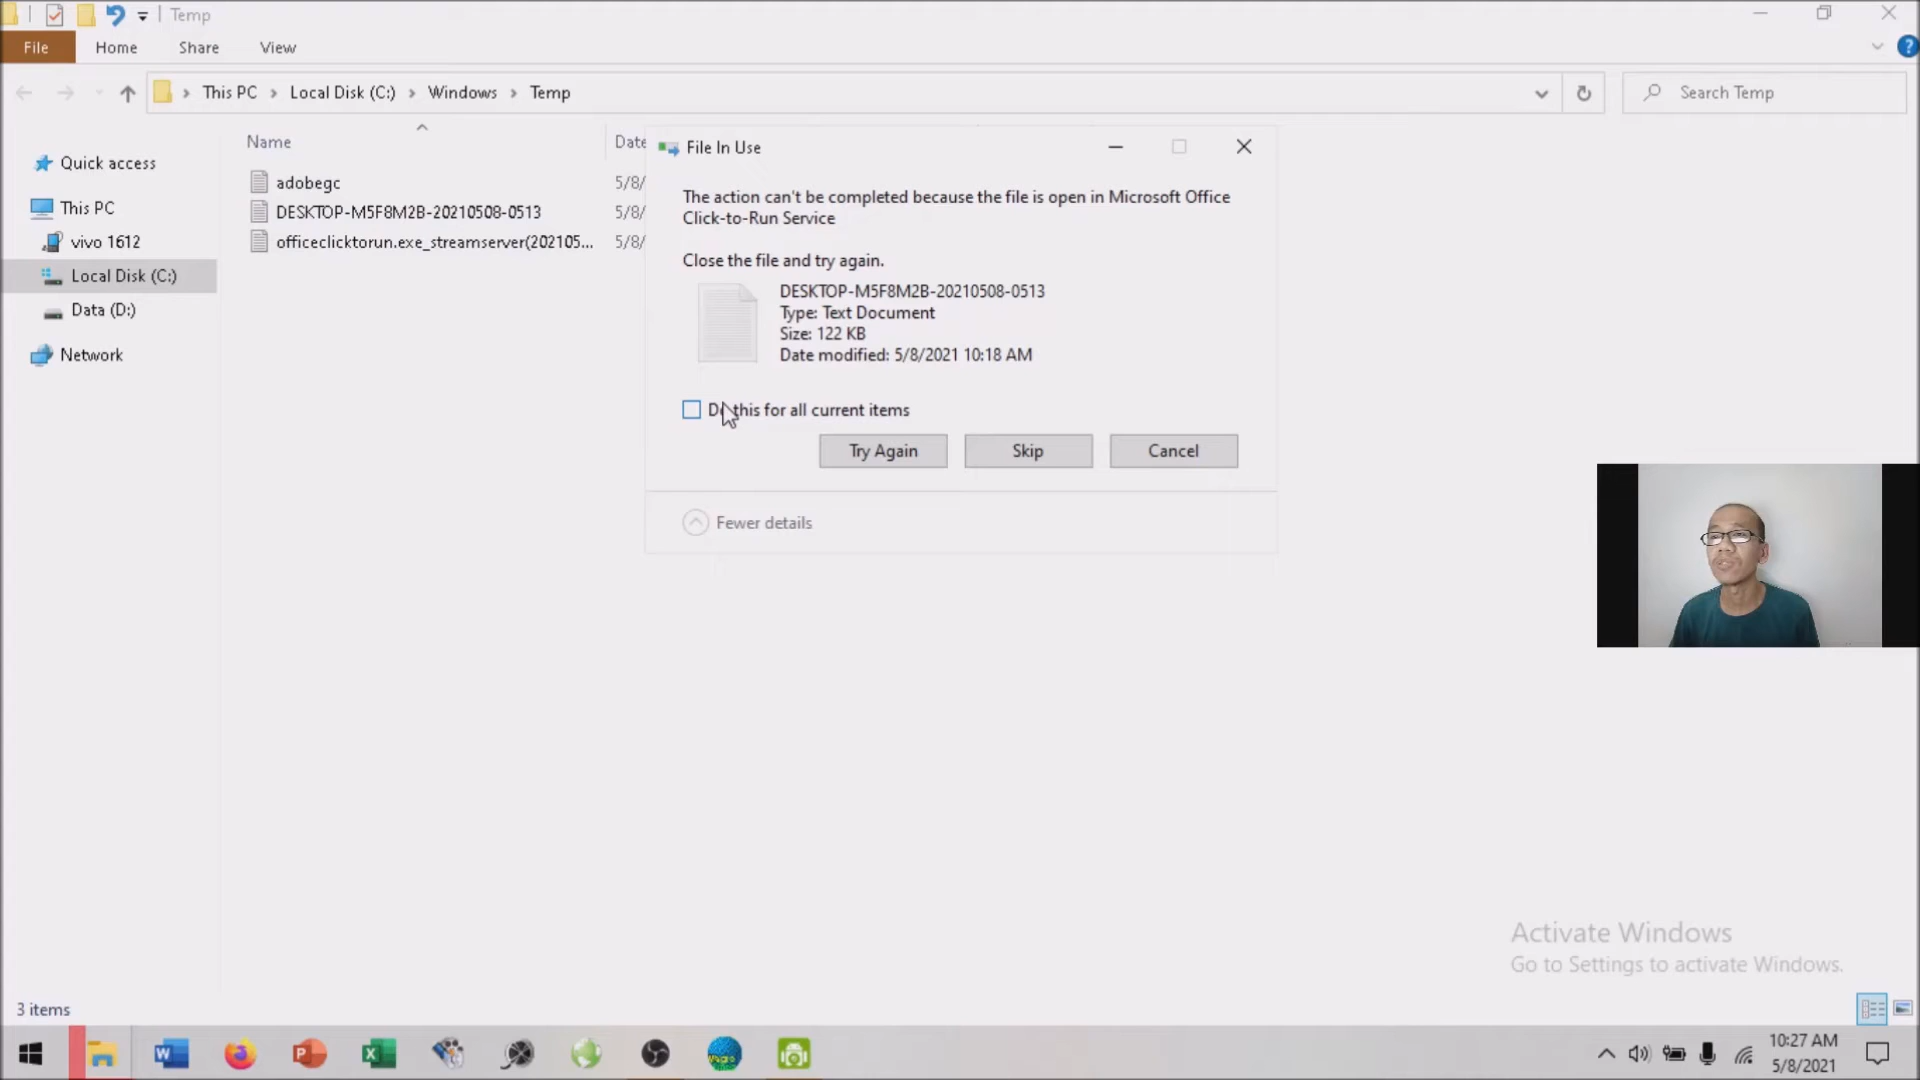 Temp
File
Home
Share
View
This PC
Local Disk (C:)
Windows
Temp
Search Temp
Quick access
This PC
vivo 1612
Local Disk (C:)
Data (D:)
Network
Name
Date
adobegc
5/8/
DESKTOP-M5F8M2B-20210508-0513
5/8/
officeclicktorun.exe_streamserver(202105...
5/8/
File In Use
The action can't be completed because the file is open in Microsoft Office
Click-to-Run Service
Close the file and try again.
DESKTOP-M5F8M2B-20210508-0513
Type: Text Document
Size: 122 KB
Date modified: 5/8/2021 10:18 AM
Do this for all current items
Try Again
Skip
Cancel
Fewer details
Activate Windows
Go to Settings to activate Windows.
3 items
10:27 AM
5/8/2021